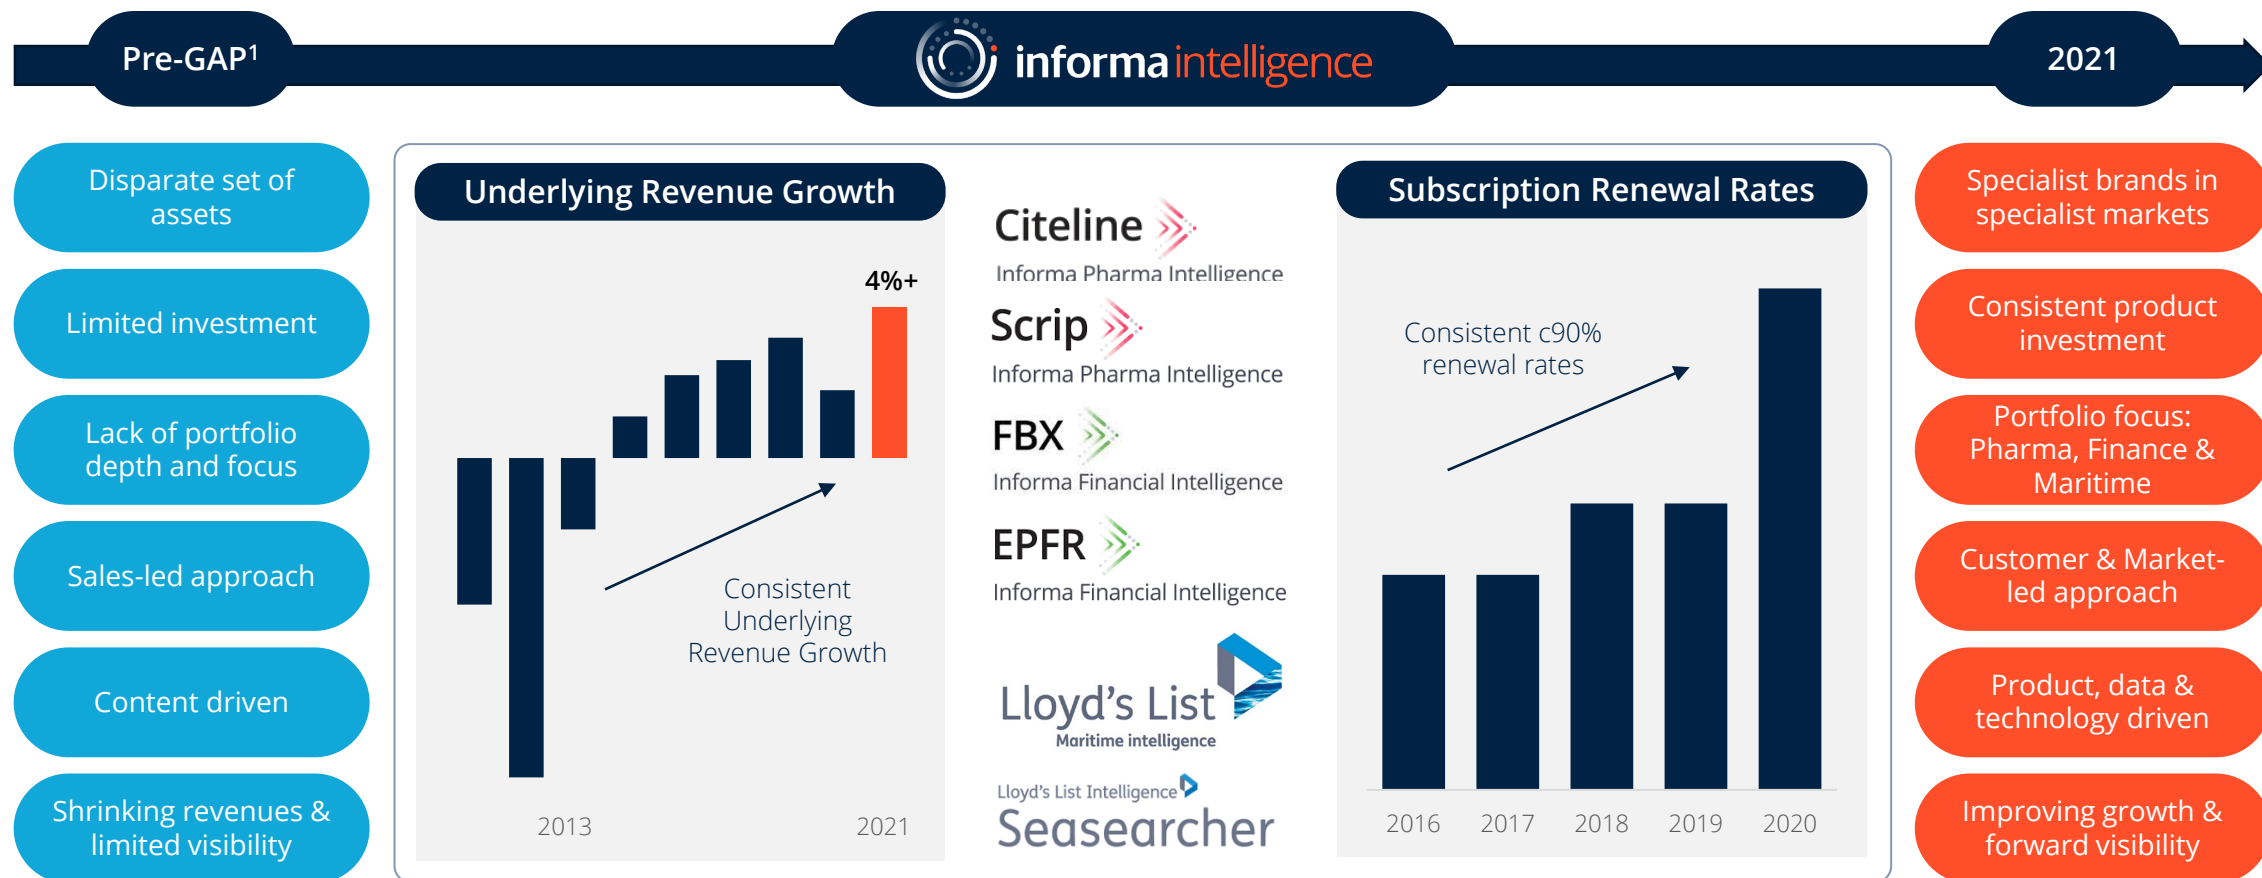 Pre-GAP¹
informa intelligence
2021
Disparate set of
assets
Limited investment
Lack of portfolio
depth and focus
Sales-led approach
Content driven
Shrinking revenues &
limited visibility
Underlying Revenue Growth
4%+
Consistent
Underlying
Revenue Growth
2013
2021
Citeline
Informa Pharma Intelligence
Scrip
Informa Pharma Intelligence
FBX
Informa Financial Intelligence
EPFR
Informa Financial Intelligence
Lloyd's List
Maritime intelligence
Lloyd's List Intelligence
Seasearcher
Subscription Renewal Rates
Consistent c90%
renewal rates
2016 2017 2018 2019 2020
Specialist brands in
specialist markets
Consistent product
investment
Portfolio focus:
Pharma, Finance &
Maritime
Customer & Market-
led approach
Product, data &
technology driven
Improving growth &
forward visibility